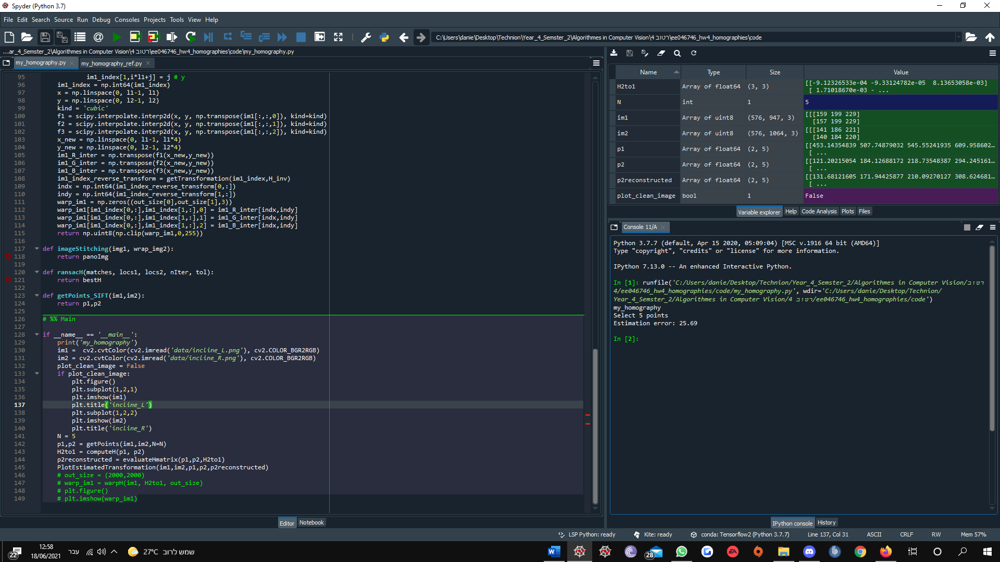 Spyder (Python 3.7)
File Edit Search Source Run Debug Consoles Projects Tools View Help
C:\Users\danie\Desktop\Technion\Year_4_Semster_2\Algorithmes in Computer Vision\4 רטוב\ee046746_hw4_homographies\code
...ar_4_Semster_2\Algorithmes in Computer Vision\4 רטוב\ee046746_hw4_homographies\code\my_homography.py
my_homography.py my_homography_ref.py
95 im1_index[1,i*l1+j] = j # y
96 im1_index = np.int64(im1_index)
97 x = np.linspace(0, l1-1, l1)
98 y = np.linspace(0, l2-1, l2)
99 kind = 'cubic'
100 f1 = scipy.interpolate.interp2d(x, y, np.transpose(im1[:,:,0]), kind=kind)
101 f2 = scipy.interpolate.interp2d(x, y, np.transpose(im1[:,:,1]), kind=kind)
102 f3 = scipy.interpolate.interp2d(x, y, np.transpose(im1[:,:,2]), kind=kind)
103 x_new = np.linspace(0, l1-1, l1*4)
104 y_new = np.linspace(0, l2-1, l2*4)
105 im1_R_inter = np.transpose(f1(x_new,y_new))
106 im1_G_inter = np.transpose(f2(x_new,y_new))
107 im1_B_inter = np.transpose(f3(x_new,y_new))
108 im1_index_reverse_transform = getTransformation(im1_index,H_inv)
109 indx = np.int64(im1_index_reverse_transform[0,:])
110 indy = np.int64(im1_index_reverse_transform[1,:])
111 warp_im1 = np.zeros((out_size[0],out_size[1],3))
112 warp_im1[im1_index[0,:],im1_index[1,:],0] = im1_R_inter[indx,indy]
113 warp_im1[im1_index[0,:],im1_index[1,:],1] = im1_G_inter[indx,indy]
114 warp_im1[im1_index[0,:],im1_index[1,:],2] = im1_B_inter[indx,indy]
115 return np.uint8(np.clip(warp_im1,0,255))
116
117 def imageStitching(img1, wrap_img2):
118 return panoImg
119
120 def ransacH(matches, locs1, locs2, nIter, tol):
121 return bestH
122
123 def getPoints_SIFT(im1,im2):
124 return p1,p2
125
126 # %% Main
127
128 if __name__ == '__main__':
129 print('my_homography')
130 im1 =  cv2.cvtColor(cv2.imread('data/incline_L.png'), cv2.COLOR_BGR2RGB)
131 im2 = cv2.cvtColor(cv2.imread('data/incline_R.png'), cv2.COLOR_BGR2RGB)
132 plot_clean_image = False
133 if plot_clean_image:
134 plt.figure()
135 plt.subplot(1,2,1)
136 plt.imshow(im1)
137 plt.title('incline_L')
138 plt.subplot(1,2,2)
139 plt.imshow(im2)
140 plt.title('incline_R')
141 N = 5
142 p1,p2 = getPoints(im1,im2,N=N)
143 H2to1 = computeH(p1, p2)
144 p2reconstructed = evaluateHmatrix(p1,p2,H2to1)
145 PlotEstimatedTransformation(im1,im2,p1,p2,p2reconstructed)
146 # out_size = (2000,2000)
147 # warp_im1 = warpH(im1, H2to1, out_size)
148 # plt.figure()
149 # plt.imshow(warp_im1)
Editor Notebook
Name Type Size Value
H2to1 Array of float64 (3, 3) [[-9.12326533e-04 -9.33124782e-05  8.13653058e-03]
[ 1.71018670e-03 - ...
N int 1 5
im1 Array of uint8 (576, 947, 3) [[[159 199 229]
[157 199 229]
im2 Array of uint8 (576, 1064, 3) [[[141 186 221]
[140 184 220]
p1 Array of float64 (2, 5) [[453.14354839 507.74879032 545.55241935 609.958602...
[ ...
p2 Array of float64 (2, 5) [[121.20215054 184.12688172 218.73548387 294.245161...
[ ...
p2reconstructed Array of float64 (2, 5) [[131.68121605 171.94425877 210.09270127 308.624681...
[ ...
plot_clean_image bool 1 False
Variable explorer Help Code Analysis Plots Files
Console 11/A
Python 3.7.7 (default, Apr 15 2020, 05:09:04) [MSC v.1916 64 bit (AMD64)]
Type "copyright", "credits" or "license" for more information.
IPython 7.13.0 -- An enhanced Interactive Python.
In [1]: runfile('C:/Users/danie/Desktop/Technion/Year_4_Semster_2/Algorithmes in Computer Vision/רטוב
4/ee046746_hw4_homographies/code/my_homography.py', wdir='C:/Users/danie/Desktop/Technion/
Year_4_Semster_2/Algorithmes in Computer Vision/4 רטוב/ee046746_hw4_homographies/code')
my_homography
Select 5 points
Estimation error: 25.69
In [2]:
IPython console History
LSP Python: ready Kite: ready conda: Tensorflow2 (Python 3.7.7) Line 137, Col 31 ASCII CRLF RW Mem 57%
22 12:58 18/06/2021 עבר 27°C שמש לרוב 28